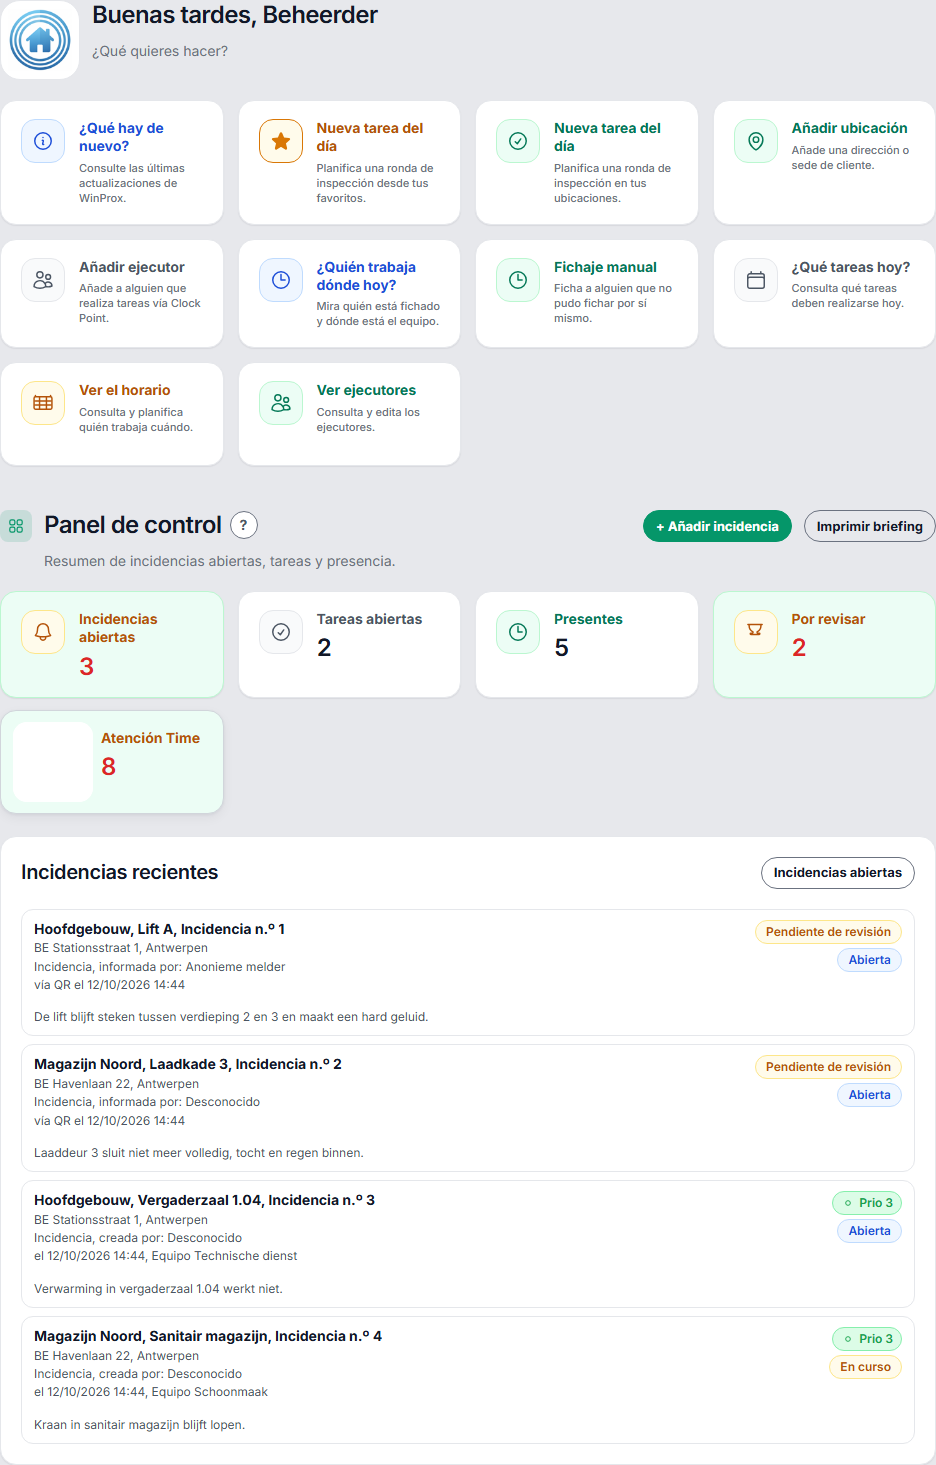 Buenas tardes, Beheerder
¿Qué quieres hacer?
¿Qué hay de
nuevo?
Consulte las últimas
actualizaciones de
WinProx.
Nueva tarea del
día
Planifica una ronda de
inspección desde tus
favoritos.
Nueva tarea del
día
Planifica una ronda de
inspección en tus
ubicaciones.
Añadir ubicación
Añade una dirección o
sede de cliente.
Añadir ejecutor
Añade a alguien que
realiza tareas vía Clock
Point.
¿Quién trabaja
dónde hoy?
Mira quién está fichado
y dónde está el equipo.
Fichaje manual
Ficha a alguien que no
pudo fichar por sí
mismo.
¿Qué tareas hoy?
Consulta qué tareas
deben realizarse hoy.
Ver el horario
Consulta y planifica
quién trabaja cuándo.
Ver ejecutores
Consulta y edita los
ejecutores.
Panel de control ?
+ Añadir incidencia
Imprimir briefing
Resumen de incidencias abiertas, tareas y presencia.
Incidencias
abiertas
3
Tareas abiertas
2
Presentes
5
Por revisar
2
Atención Time
8
Incidencias recientes
Incidencias abiertas
Hoofdgebouw, Lift A, Incidencia n.º 1
Pendiente de revisión
BE Stationsstraat 1, Antwerpen
Abierta
Incidencia, informada por: Anonieme melder
vía QR el 12/10/2026 14:44
De lift blijft steken tussen verdieping 2 en 3 en maakt een hard geluid.
Magazijn Noord, Laadkade 3, Incidencia n.º 2
Pendiente de revisión
BE Havenlaan 22, Antwerpen
Abierta
Incidencia, informada por: Desconocido
vía QR el 12/10/2026 14:44
Laaddeur 3 sluit niet meer volledig, tocht en regen binnen.
Hoofdgebouw, Vergaderzaal 1.04, Incidencia n.º 3
Prio 3
BE Stationsstraat 1, Antwerpen
Abierta
Incidencia, creada por: Desconocido
el 12/10/2026 14:44, Equipo Technische dienst
Verwarming in vergaderzaal 1.04 werkt niet.
Magazijn Noord, Sanitair magazijn, Incidencia n.º 4
Prio 3
BE Havenlaan 22, Antwerpen
En curso
Incidencia, creada por: Desconocido
el 12/10/2026 14:44, Equipo Schoonmaak
Kraan in sanitair magazijn blijft lopen.